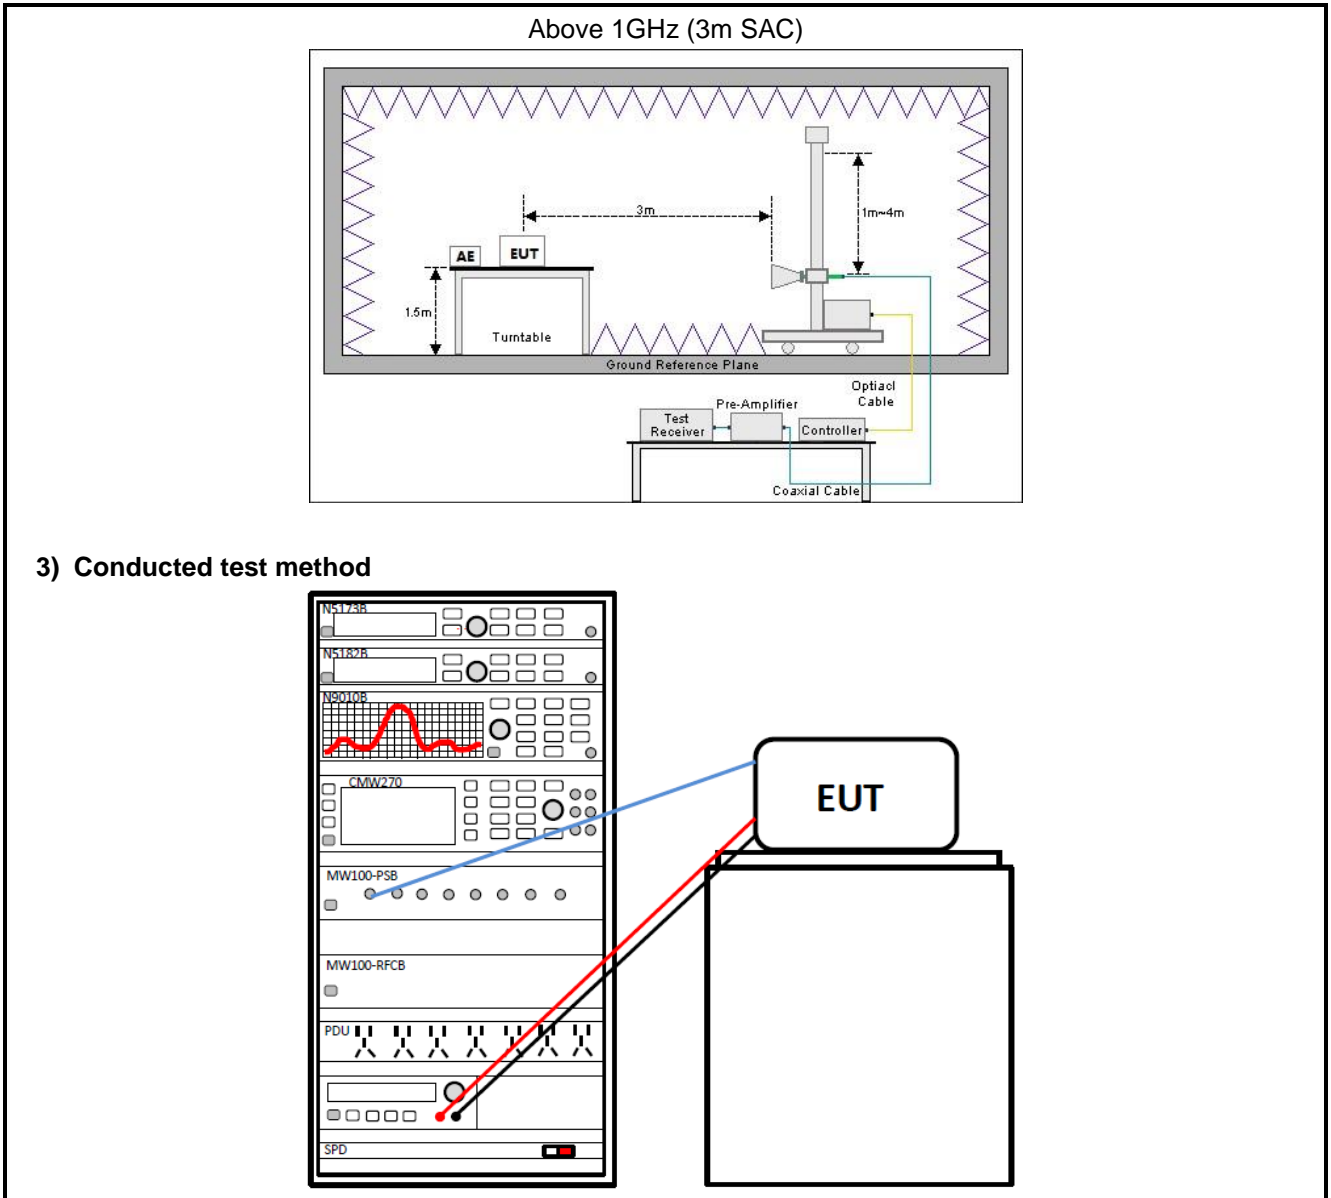 Above 1GHz (3m SAC)
3m
1m~4m
AE
EUT
1.5m
Turntable
Ground Reference Plane
Optiacl
Cable
Pre-Amplifier
Test
Receiver
Controller
Coaxial Cable
3) Conducted test method
N5173B
N5182B
N9010B
CMW270
EUT
MW100-PSB
MW100-RFCB
PDU
SPD